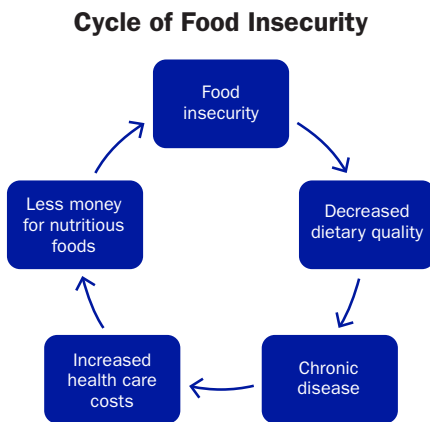 Cycle of Food Insecurity
Food
insecurity
Decreased
dietary quality
Chronic
disease
Increased
health care
costs
Less money
for nutritious
foods